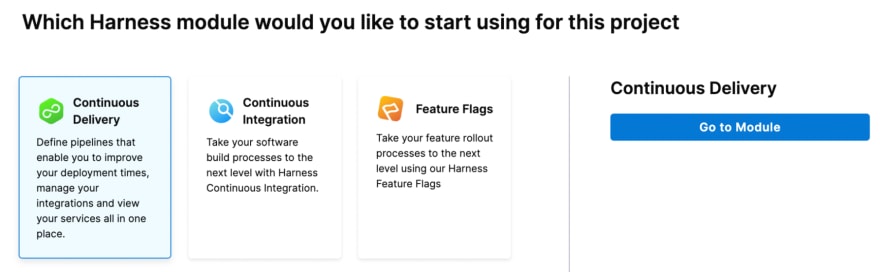 Which Harness module would you like to start using for this project
Continuous
Delivery
Define pipelines that
enable you to improve
your deployment times,
manage your
integrations and view
your services all in one
place.
Continuous
Integration
Take your software
build processes to the
next level with Harness
Continuous Integration.
Feature Flags
Take your feature rollout
processes to the next
level using our Harness
Feature Flags
Continuous Delivery
Go to Module